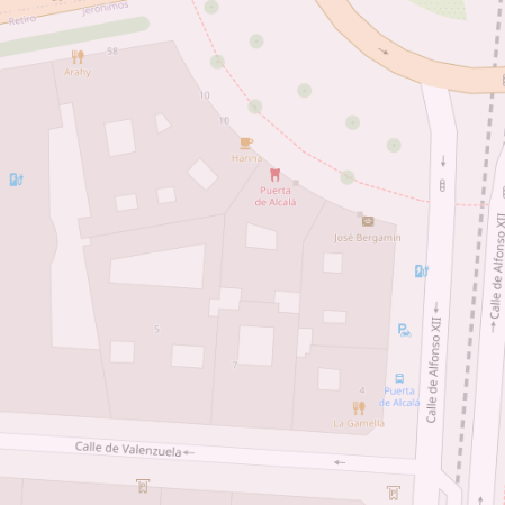 Retiro
Jerónimos
58
Arahy
10
10
Harina
Puerta
de Alcalá
José Bergamín
Calle de Alfonso XII
5
7
4
Puerta
de Alcalá
La Gamella
Calle de Alfonso XII
Calle de Valenzuela